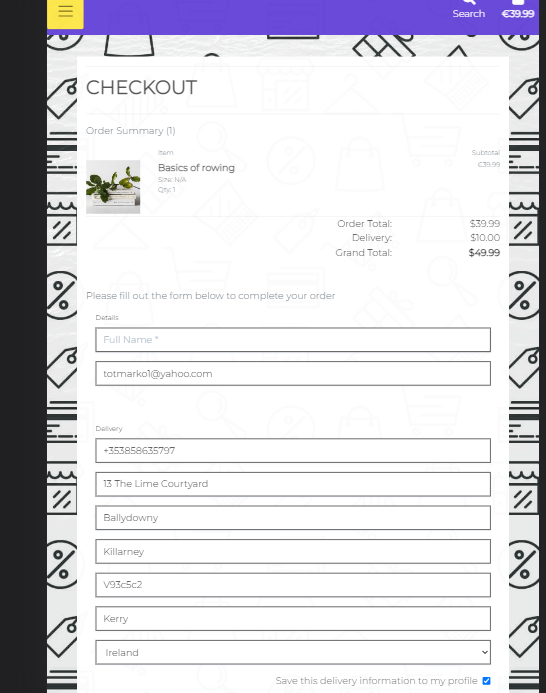 Search €39.99
CHECKOUT
Order Summary (1)
Item Subtotal
Basics of rowing €39.99
Size: N/A
Qty: 1
Order Total: $39.99
Delivery: $10.00
Grand Total: $49.99
Please fill out the form below to complete your order
Details
Full Name *
totmarko1@yahoo.com
Delivery
+353858635797
13 The Lime Courtyard
Ballydowny
Killarney
V93c5c2
Kerry
Ireland
Save this delivery information to my profile